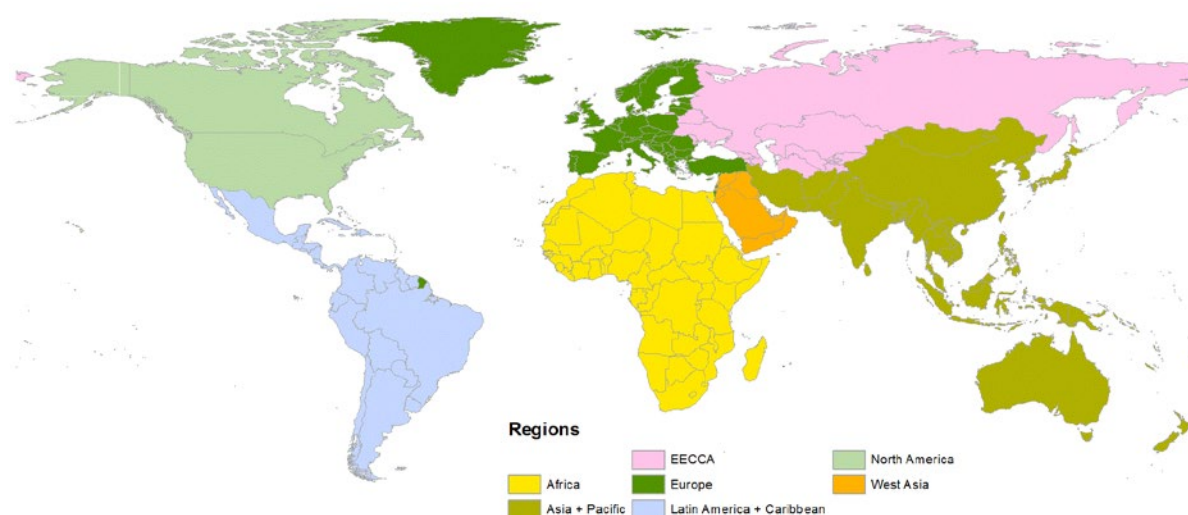 Regions
EECCA
North America
Africa
Europe
West Asia
Asia + Pacific
Latin America + Caribbean